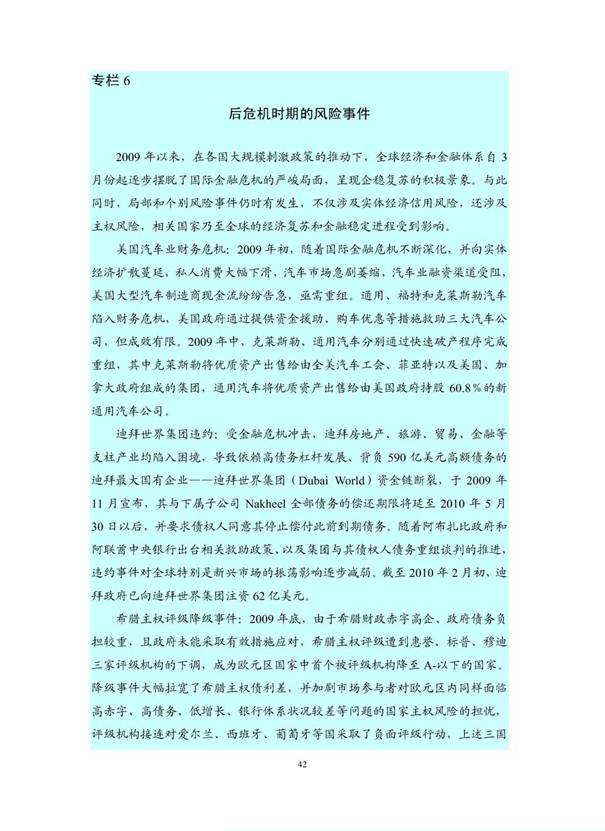 专栏 6
后危机时期的风险事件
2009 年以来，在各国大规模刺激政策的推动下，全球经济和金融体系自 3
月份起逐步摆脱了国际金融危机的严峻局面，呈现企稳复苏的积极景象。与此
同时，局部和个别风险事件仍时有发生，不仅涉及实体经济信用风险，还涉及
主权风险，相关国家乃至全球的经济复苏和金融稳定进程受到影响。
美国汽车业财务危机：2009 年初，随着国际金融危机不断深化，并向实体
经济扩散蔓延，私人消费大幅下滑，汽车市场急剧萎缩，汽车业融资渠道受阻，
美国大型汽车制造商现金流纷纷告急，亟需重组。通用、福特和克莱斯勒汽车
陷入财务危机，美国政府通过提供资金援助、购车优惠等措施救助三大汽车公
司，但成效有限。2009 年中，克莱斯勒、通用汽车分别通过快速破产程序完成
重组，其中克莱斯勒将优质资产出售给由全美汽车工会、菲亚特以及美国、加
拿大政府组成的集团，通用汽车将优质资产出售给由美国政府持股 60.8％的新
通用汽车公司。
迪拜世界集团违约：受金融危机冲击，迪拜房地产、旅游、贸易、金融等
支柱产业均陷入困境，导致依赖高债务杠杆发展、背负 590 亿美元高额债务的
迪拜最大国有企业——迪拜世界集团（Dubai World）资金链断裂，于 2009 年
11 月宣布，其与下属子公司 Nakheel 全部债务的偿还期限将延至 2010 年 5 月
30 日以后，并要求债权人同意其停止偿付此前到期债务。随着阿布扎比政府和
阿联酋中央银行出台相关救助政策、以及集团与其债权人债务重组谈判的推进，
违约事件对全球特别是新兴市场的振荡影响逐步减弱。截至 2010 年 2 月初，迪
拜政府已向迪拜世界集团注资 62 亿美元。
希腊主权评级降级事件：2009 年底，由于希腊财政赤字高企、政府债务负
担较重，且政府未能采取有效措施应对，希腊主权评级遭到惠誉、标普、穆迪
三家评级机构的下调，成为欧元区国家中首个被评级机构降至 A-以下的国家。
降级事件大幅拉宽了希腊主权债利差，并加剧市场参与者对欧元区内同样面临
高赤字、高债务、低增长、银行体系状况较差等问题的国家主权风险的担忧，
评级机构接连对爱尔兰、西班牙、葡萄牙等国采取了负面评级行动，上述三国
42